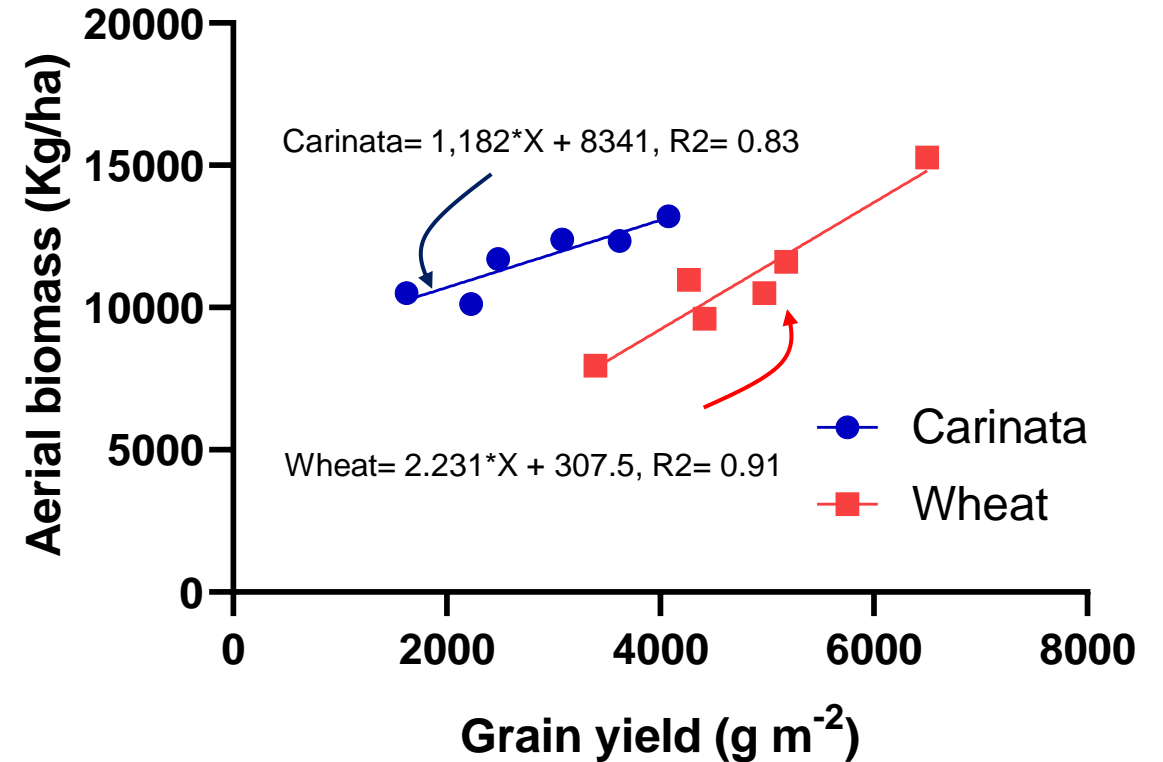 20000
15000
10000
5000
0
Aerial biomass (Kg/ha)
Carinata= 1,182*X + 8341, R2= 0.83
Wheat= 2.231*X + 307.5, R2= 0.91
Carinata
Wheat
0 2000 4000 6000 8000
Grain yield (g m⁻²)